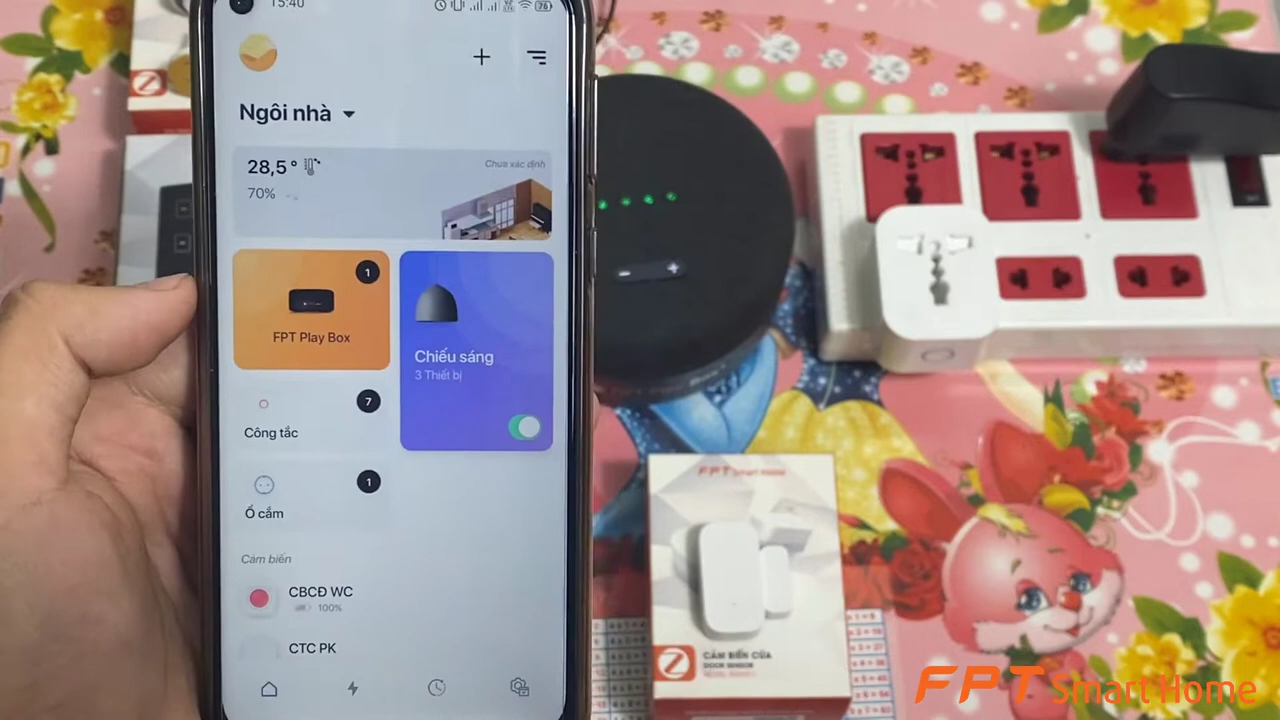 15:40
76
Ngôi nhà
28,5°
Chưa xác định
70%
1
FPT Play Box
Chiếu sáng
3 Thiết bị
7
Công tắc
1
Ổ cắm
Cảm biến
CBCĐ WC
100%
CTC PK
FPT Smart Home
CẢM BIẾN CỬA
DOOR SENSOR
FPT Smart Home